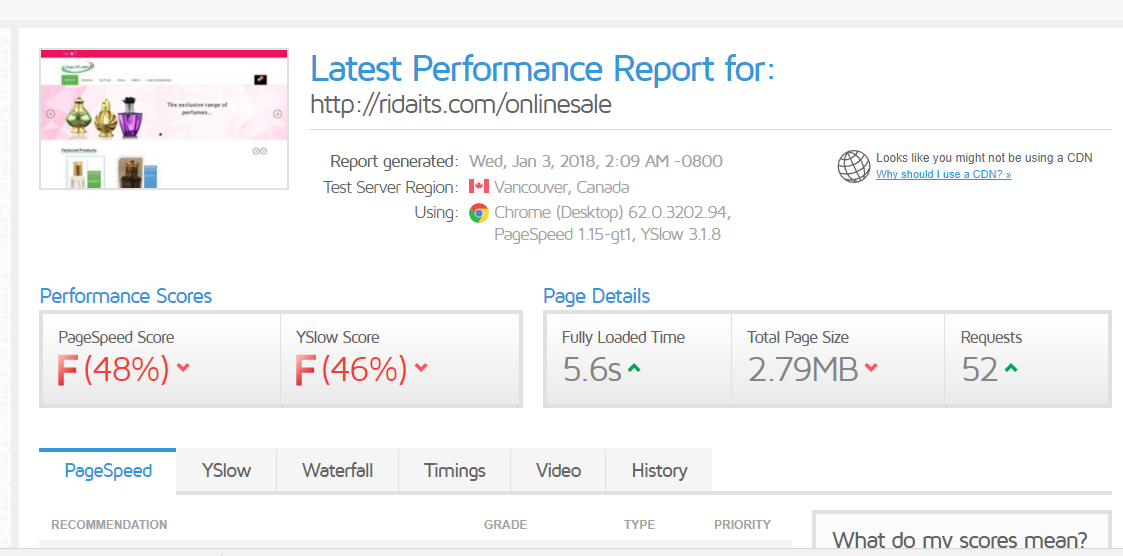 Latest Performance Report for:
http://ridaits.com/onlinesale
The exclusive range of
perfumes...
Featured Products
Report generated: Wed, Jan 3, 2018, 2:09 AM -0800
Test Server Region: Vancouver, Canada
Using: Chrome (Desktop) 62.0.3202.94,
PageSpeed 1.15-gt1, YSlow 3.1.8
Looks like you might not be using a CDN
Why should I use a CDN? »
Performance Scores
PageSpeed Score
F (48%)
YSlow Score
F (46%)
Page Details
Fully Loaded Time
5.6s
Total Page Size
2.79MB
Requests
52
PageSpeed YSlow Waterfall Timings Video History
RECOMMENDATION GRADE TYPE PRIORITY
What do my scores mean?